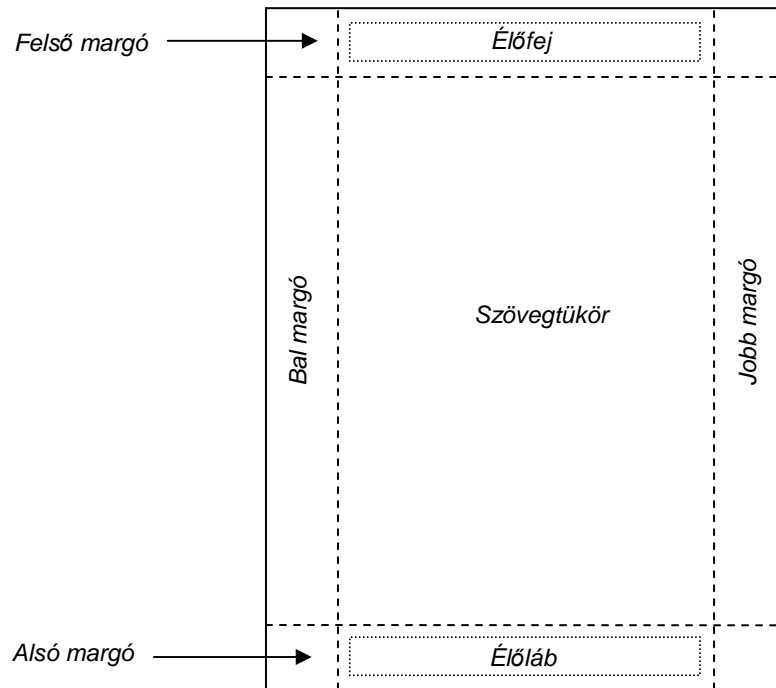 Felső margó
Élőfej
Bal margó
Szövegtükör
Jobb margó
Alsó margó
Élőláb